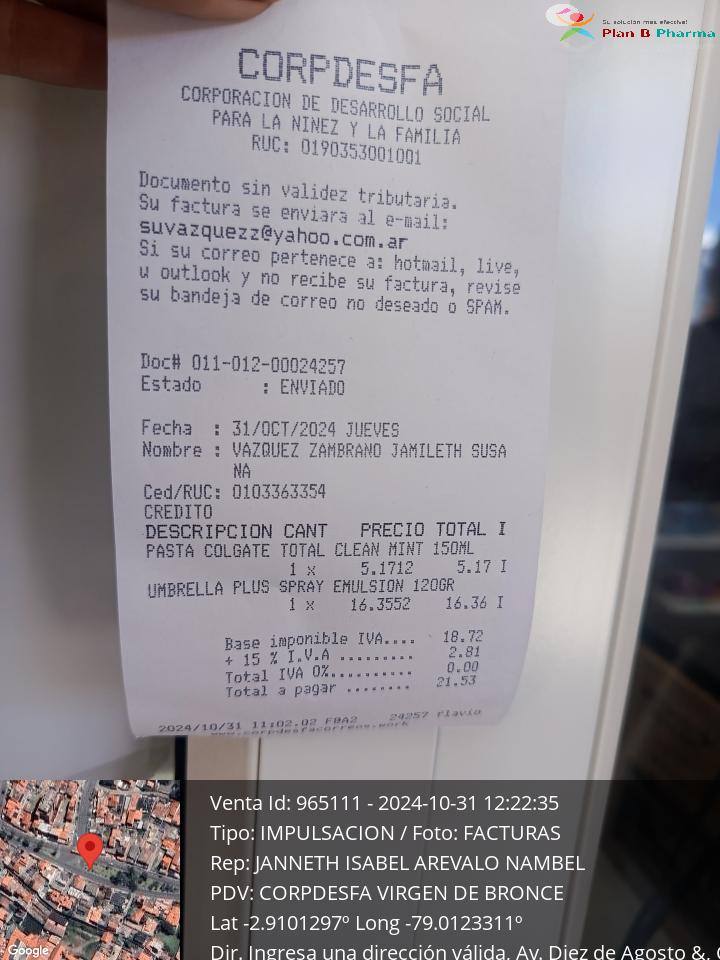 Su solución más efectiva!
Plan B Pharma
CORPDESFA
CORPORACION DE DESARROLLO SOCIAL
PARA LA NINEZ Y LA FAMILIA
RUC: 0190353001001
Documento sin validez tributaria.
Su factura se enviara al e-mail:
suvazquezz@yahoo.com.ar
Si su correo pertenece a: hotmail, live,
u outlook y no recibe su factura, revise
su bandeja de correo no deseado o SPAM.
Doc# 011-012-00024257
Estado : ENVIADO
Fecha : 31/OCT/2024 JUEVES
Nombre : VAZQUEZ ZAMBRANO JAMILETH SUSA
NA
Ced/RUC: 0103363354
CREDITO
DESCRIPCION CANT PRECIO TOTAL I
PASTA COLGATE TOTAL CLEAN MINT 150ML
1 x 5.1712 5.17 I
UMBRELLA PLUS SPRAY EMULSION 120GR
1 x 16.3552 16.36 I
Base imponible IVA.... 18.72
+ 15 % I.V.A ......... 2.81
Total IVA 0%.......... 0.00
Total a pagar ........ 21.53
2024/10/31 11:02.02 FBA2 24257 Flavio
www.corpdesfacorreos.work
Venta Id: 965111 - 2024-10-31 12:22:35
Tipo: IMPULSACION / Foto: FACTURAS
Rep: JANNETH ISABEL AREVALO NAMBEL
PDV: CORPDESFA VIRGEN DE BRONCE
Lat -2.9101297º Long -79.0123311º
Dir. Ingresa una dirección válida. Av. Diez de Agosto &,
Google